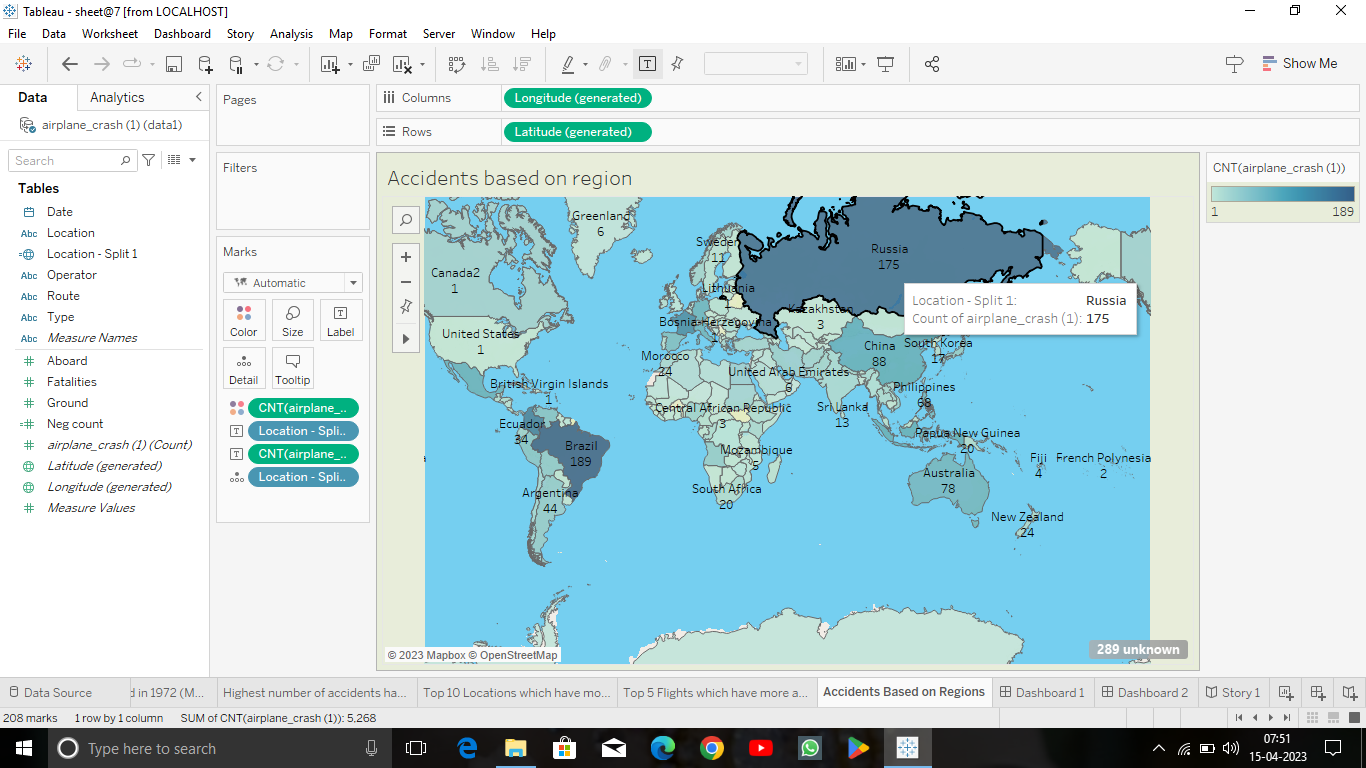 Tableau - sheet@7 [from LOCALHOST]
File Data Worksheet Dashboard Story Analysis Map Format Server Window Help
Show Me
Data Analytics
airplane_crash (1) (data1)
Search
Tables
Date
Abc Location
Location - Split 1
Abc Operator
Abc Route
Abc Type
Abc Measure Names
Aboard
Fatalities
Ground
Neg count
airplane_crash (1) (Count)
Latitude (generated)
Longitude (generated)
Measure Values
Pages
Filters
Marks
Automatic
Color Size Label
Detail Tooltip
CNT(airplane_..
Location - Spli..
CNT(airplane_..
Location - Spli..
Columns Longitude (generated)
Rows Latitude (generated)
Accidents based on region
Greenland
6
Sweden
11
Russia
175
Canada2
1
Lithuania
1
Kazakhstan
3
Bosnia-Herzegovina
1
United States
1
China
88
South Korea
17
Morocco
24
United Arab Emirates
6
British Virgin Islands
1
Philippines
68
Central African Republic
3
Sri Lanka
13
Ecuador
34
Brazil
189
Papua New Guinea
20
Mozambique
5
Fiji
4
French Polynesia
2
Australia
78
South Africa
20
Argentina
44
New Zealand
24
Location - Split 1: Russia
Count of airplane_crash (1): 175
© 2023 Mapbox © OpenStreetMap
289 unknown
CNT(airplane_crash (1))
1 189
Data Source
d in 1972 (M...
Highest number of accidents ha...
Top 10 Locations which have mo...
Top 5 Flights which have more a...
Accidents Based on Regions
Dashboard 1
Dashboard 2
Story 1
208 marks 1 row by 1 column SUM of CNT(airplane_crash (1)): 5,268
Type here to search
07:51
15-04-2023